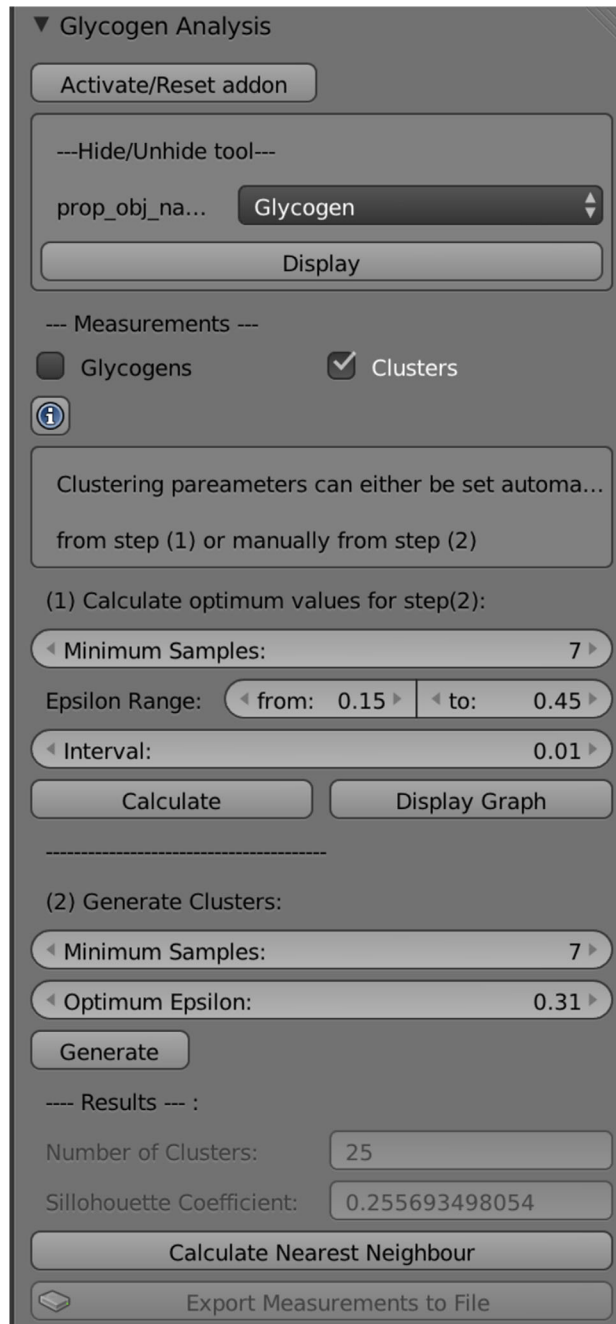 Glycogen Analysis
Activate/Reset addon
---Hide/Unhide tool---
prop_obj_na... Glycogen
Display
--- Measurements ---
Glycogens Clusters
Clustering pareameters can either be set automa...
from step (1) or manually from step (2)
(1) Calculate optimum values for step(2):
Minimum Samples: 7
Epsilon Range: from: 0.15 to: 0.45
Interval: 0.01
Calculate Display Graph
----------------------------------------
(2) Generate Clusters:
Minimum Samples: 7
Optimum Epsilon: 0.31
Generate
---- Results --- :
Number of Clusters: 25
Sillohouette Coefficient: 0.255693498054
Calculate Nearest Neighbour
Export Measurements to File